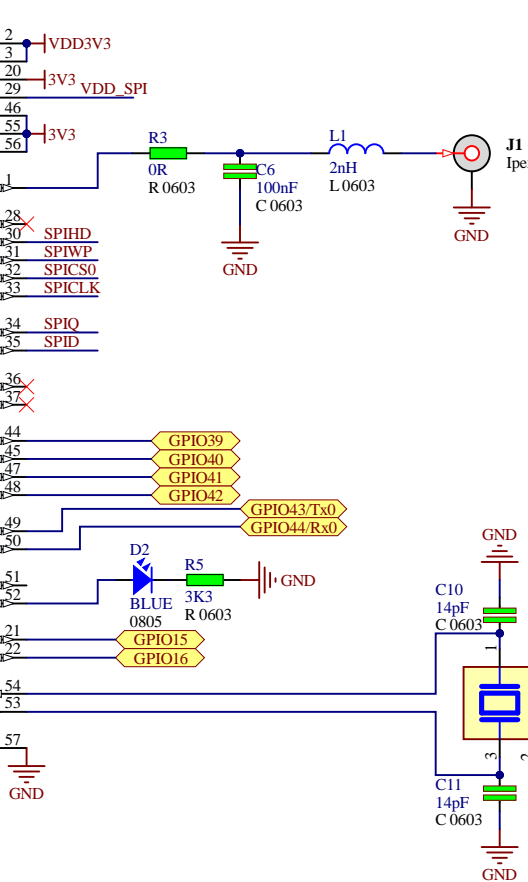 2
VDD3V3
3
20
3V3
29
VDD_SPI
46
55
3V3
56
R3
0R
R 0603
C6
100nF
C 0603
GND
L1
2nH
L 0603
J1
Ipe
GND
1
28
30
SPIHD
31
SPIWP
32
SPICS0
33
SPICLK
34
SPIQ
35
SPID
36
37
44
GPIO39
45
GPIO40
47
GPIO41
48
GPIO42
49
GPIO43/Tx0
50
GPIO44/Rx0
51
52
D2
BLUE
0805
R5
3K3
R 0603
GND
21
GPIO15
22
GPIO16
54
53
57
GND
GND
C10
14pF
C 0603
1
3
2
C11
14pF
C 0603
GND